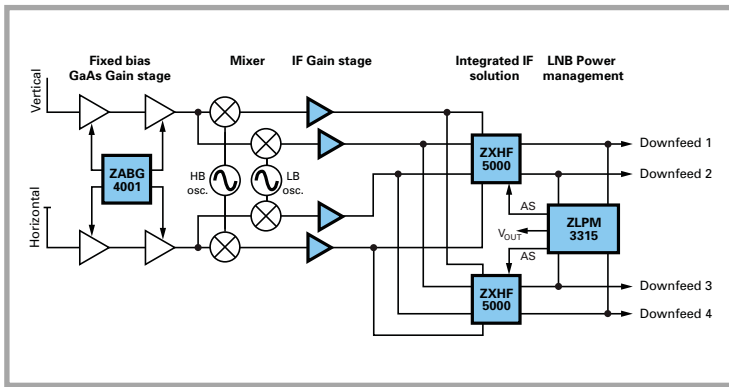 Fixed bias
GaAs Gain stage
Mixer
IF Gain stage
Integrated IF
solution
LNB Power
management
Vertical
Horizontal
ZABG
4001
HB
osc.
LB
osc.
ZXHF
5000
Downfeed 1
Downfeed 2
AS
VOUT
AS
ZLPM
3315
ZXHF
5000
Downfeed 3
Downfeed 4